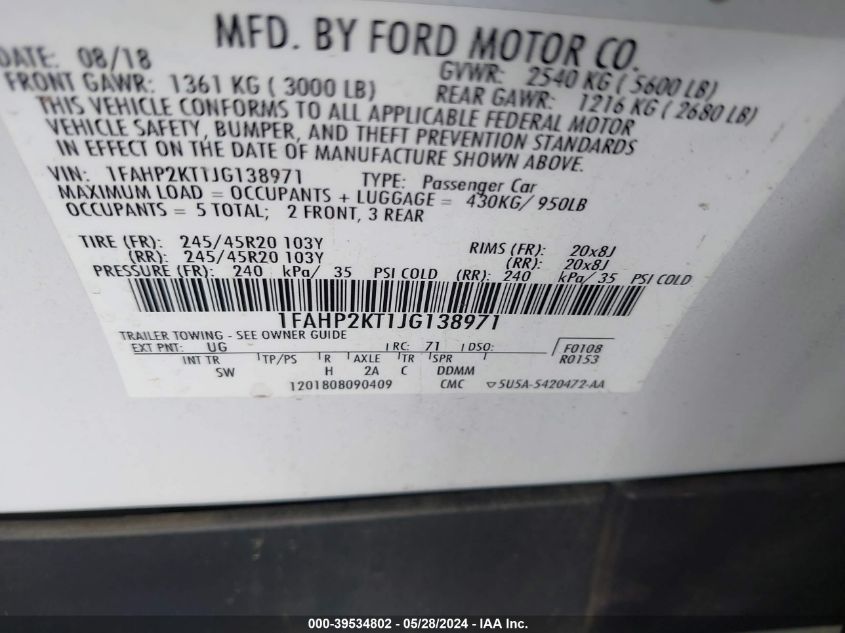 MFD. BY FORD MOTOR CO.
DATE: 08/18 GVWR: 2540 KG ( 5600 LB)
FRONT GAWR: 1361 KG ( 3000 LB) REAR GAWR: 1216 KG ( 2680 LB)
THIS VEHICLE CONFORMS TO ALL APPLICABLE FEDERAL MOTOR
VEHICLE SAFETY, BUMPER, AND THEFT PREVENTION STANDARDS
IN EFFECT ON THE DATE OF MANUFACTURE SHOWN ABOVE.
VIN: 1FAHP2KT1JG138971 TYPE: Passenger Car
MAXIMUM LOAD = OCCUPANTS + LUGGAGE = 430KG/ 950LB
OCCUPANTS = 5 TOTAL; 2 FRONT, 3 REAR
TIRE (FR): 245/45R20 103Y RIMS (FR): 20x8J
(RR): 245/45R20 103Y (RR): 20x8J
PRESSURE (FR): 240 kPa/ 35 PSI COLD (RR): 240 kPa/ 35 PSI COLD
1FAHP2KT1JG138971
TRAILER TOWING - SEE OWNER GUIDE
EXT PNT: UG RC: 71 DSO: F0108
INT TR TP/PS R AXLE TR SPR R0153
SW H 2A C DDMM
1201808090409 CMC ▽5U5A-5420472-AA
000-39534802 - 05/28/2024 - IAA Inc.